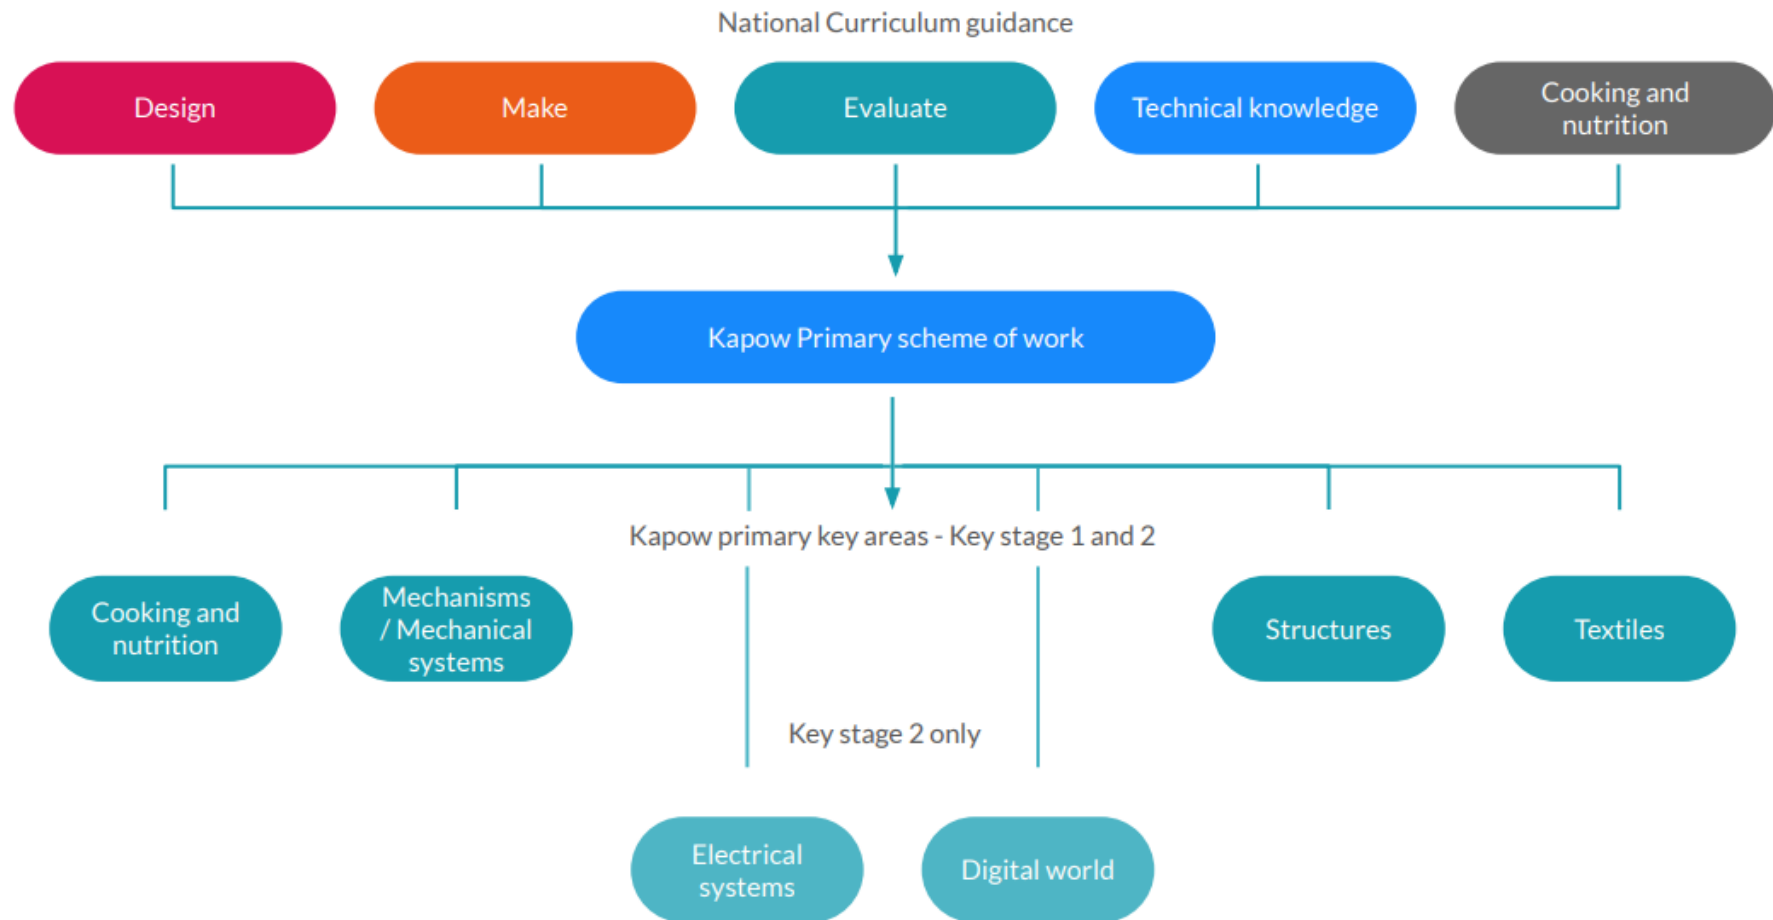 National Curriculum guidance
Design
Make
Evaluate
Technical knowledge
Cooking and
nutrition
Kapow Primary scheme of work
Kapow primary key areas - Key stage 1 and 2
Cooking and
nutrition
Mechanisms
/ Mechanical
systems
Structures
Textiles
Key stage 2 only
Electrical
systems
Digital world